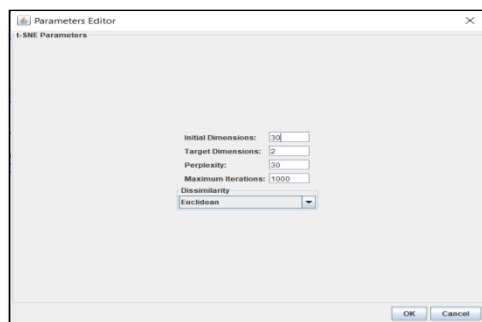 Parameters Editor
t-SNE Parameters
Initial Dimensions: 30
Target Dimensions: 2
Perplexity: 30
Maximum Iterations: 1000
Dissimilarity
Euclidean
OK Cancel